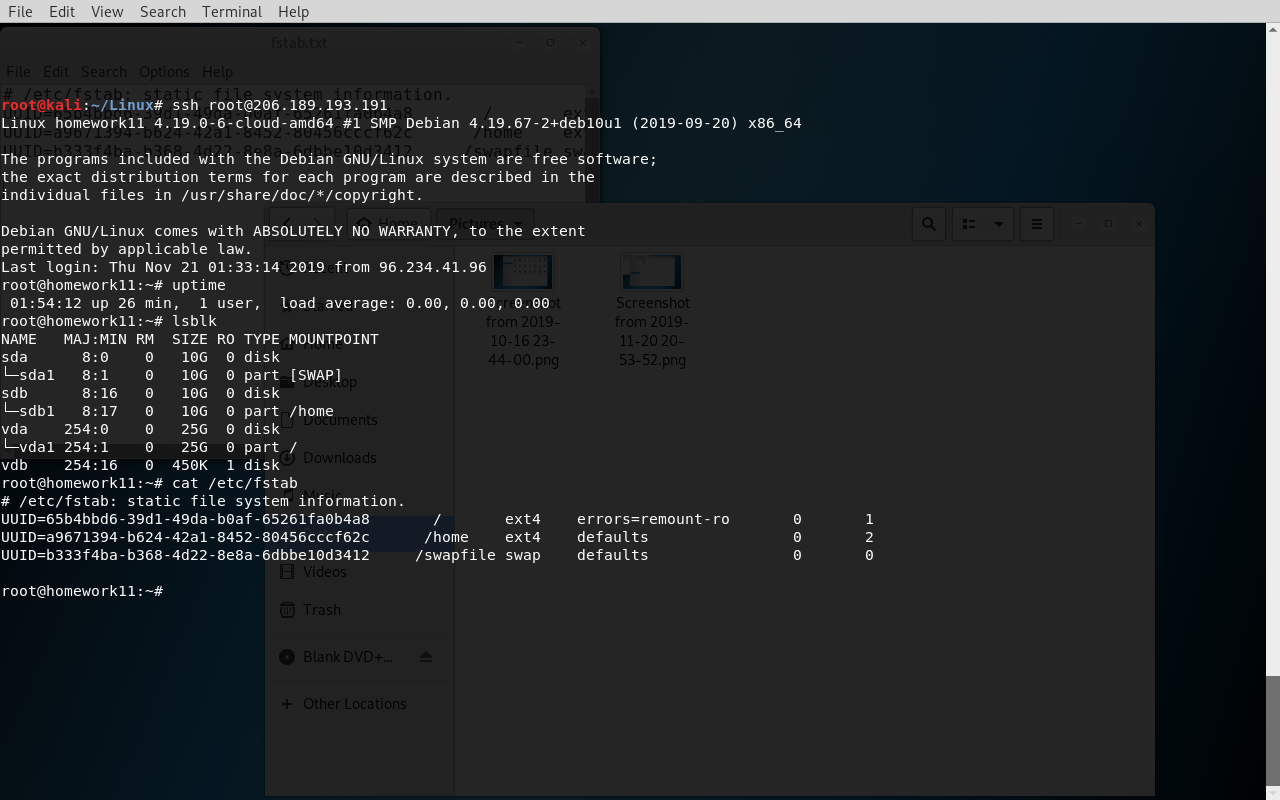 File Edit View Search Terminal Help
fstab.txt
File Edit Search Options Help
# /etc/fstab: static file system information.
root@kali:~/Linux# ssh root@206.189.193.191
Linux homework11 4.19.0-6-cloud-amd64 #1 SMP Debian 4.19.67-2+deb10u1 (2019-09-20) x86_64
The programs included with the Debian GNU/Linux system are free software;
the exact distribution terms for each program are described in the
individual files in /usr/share/doc/*/copyright.
Debian GNU/Linux comes with ABSOLUTELY NO WARRANTY, to the extent
permitted by applicable law.
Last login: Thu Nov 21 01:33:14 2019 from 96.234.41.96
root@homework11:~# uptime
 01:54:12 up 26 min,  1 user,  load average: 0.00, 0.00, 0.00
root@homework11:~# lsblk
NAME   MAJ:MIN RM  SIZE RO TYPE MOUNTPOINT
sda      8:0    0   10G  0 disk
└─sda1   8:1    0   10G  0 part [SWAP]
sdb      8:16   0   10G  0 disk
└─sdb1   8:17   0   10G  0 part /home
vda    254:0    0   25G  0 disk
└─vda1 254:1    0   25G  0 part /
vdb    254:16   0  450K  1 disk
root@homework11:~# cat /etc/fstab
# /etc/fstab: static file system information.
UUID=65b4bbd6-39d1-49da-b0af-65261fa0b4a8       /       ext4    errors=remount-ro       0       1
UUID=a9671394-b624-42a1-8452-80456cccf62c      /home    ext4    defaults                0       2
UUID=b333f4ba-b368-4d22-8e8a-6dbbe10d3412     /swapfile swap    defaults                0       0
root@homework11:~#
Home Pictures
Desktop
Documents
Downloads
Videos
Trash
Blank DVD+...
Other Locations
Screenshot
from 2019-
10-16 23-
44-00.png
Screenshot
from 2019-
11-20 20-
53-52.png